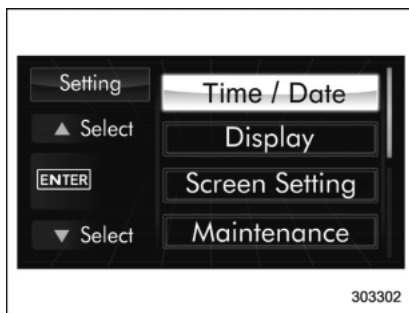 Setting
Time / Date
▲ Select
Display
ENTER
Screen Setting
▼ Select
Maintenance
303302